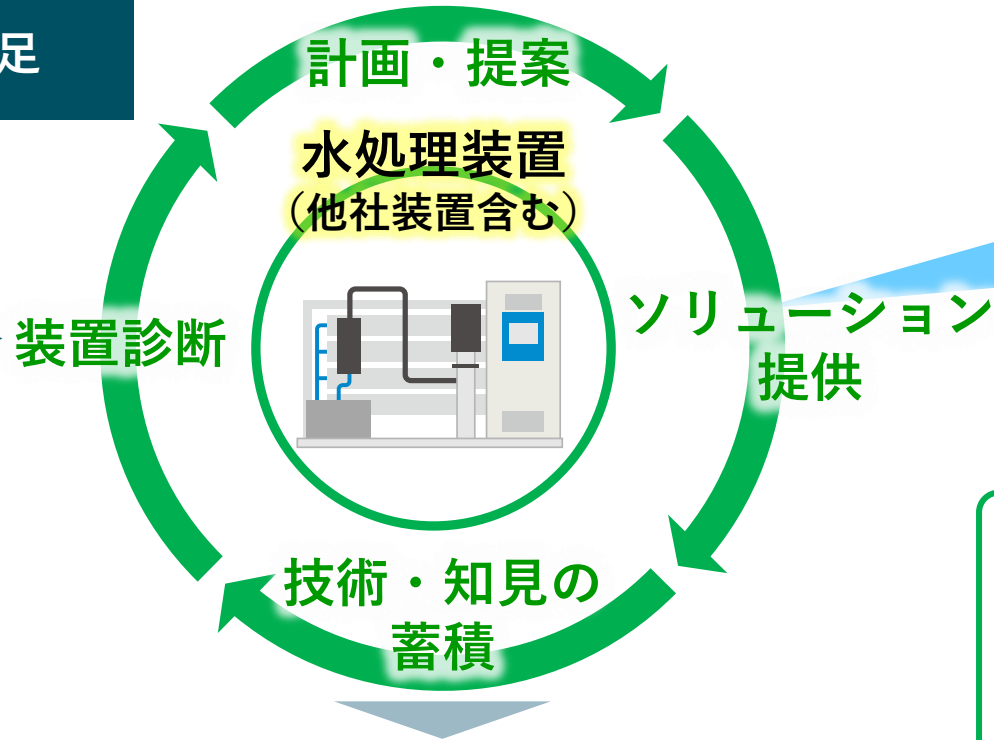 足
計画・提案
水処理装置
（他社装置含む）
ソリューション
提供
装置診断
技術・知見の
蓄積